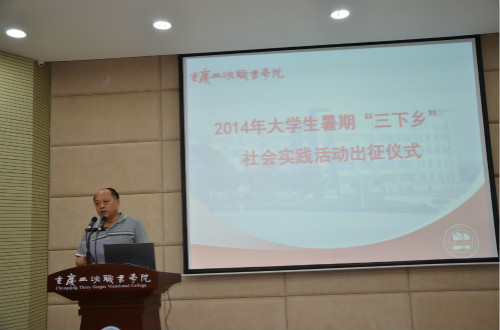 重庆三峡职业学院
2014年大学生暑期“三下乡”
社会实践活动出征仪式
重庆三峡职业学院
Chongqing Three Gorges Vocational College